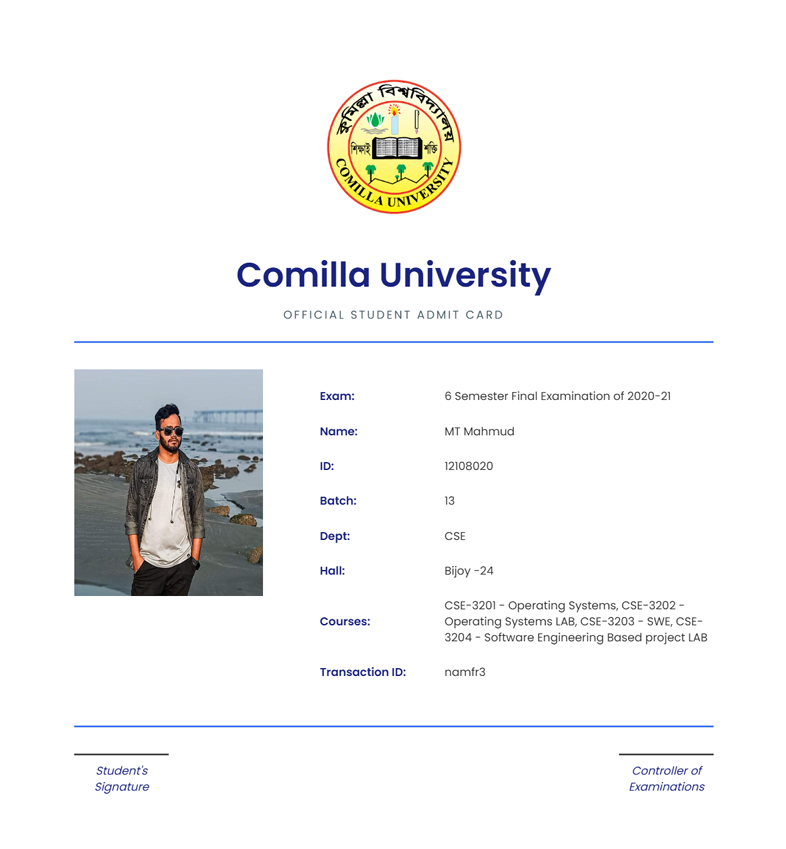 কুমিল্লা বিশ্ববিদ্যালয়
শিক্ষাই শক্তি
COMILLA UNIVERSITY
Comilla University
OFFICIAL STUDENT ADMIT CARD
Exam: 6 Semester Final Examination of 2020-21
Name: MT Mahmud
ID: 12108020
Batch: 13
Dept: CSE
Hall: Bijoy -24
Courses: CSE-3201 - Operating Systems, CSE-3202 -
Operating Systems LAB, CSE-3203 - SWE, CSE-
3204 - Software Engineering Based project LAB
Transaction ID: namfr3
Student's
Signature
Controller of
Examinations